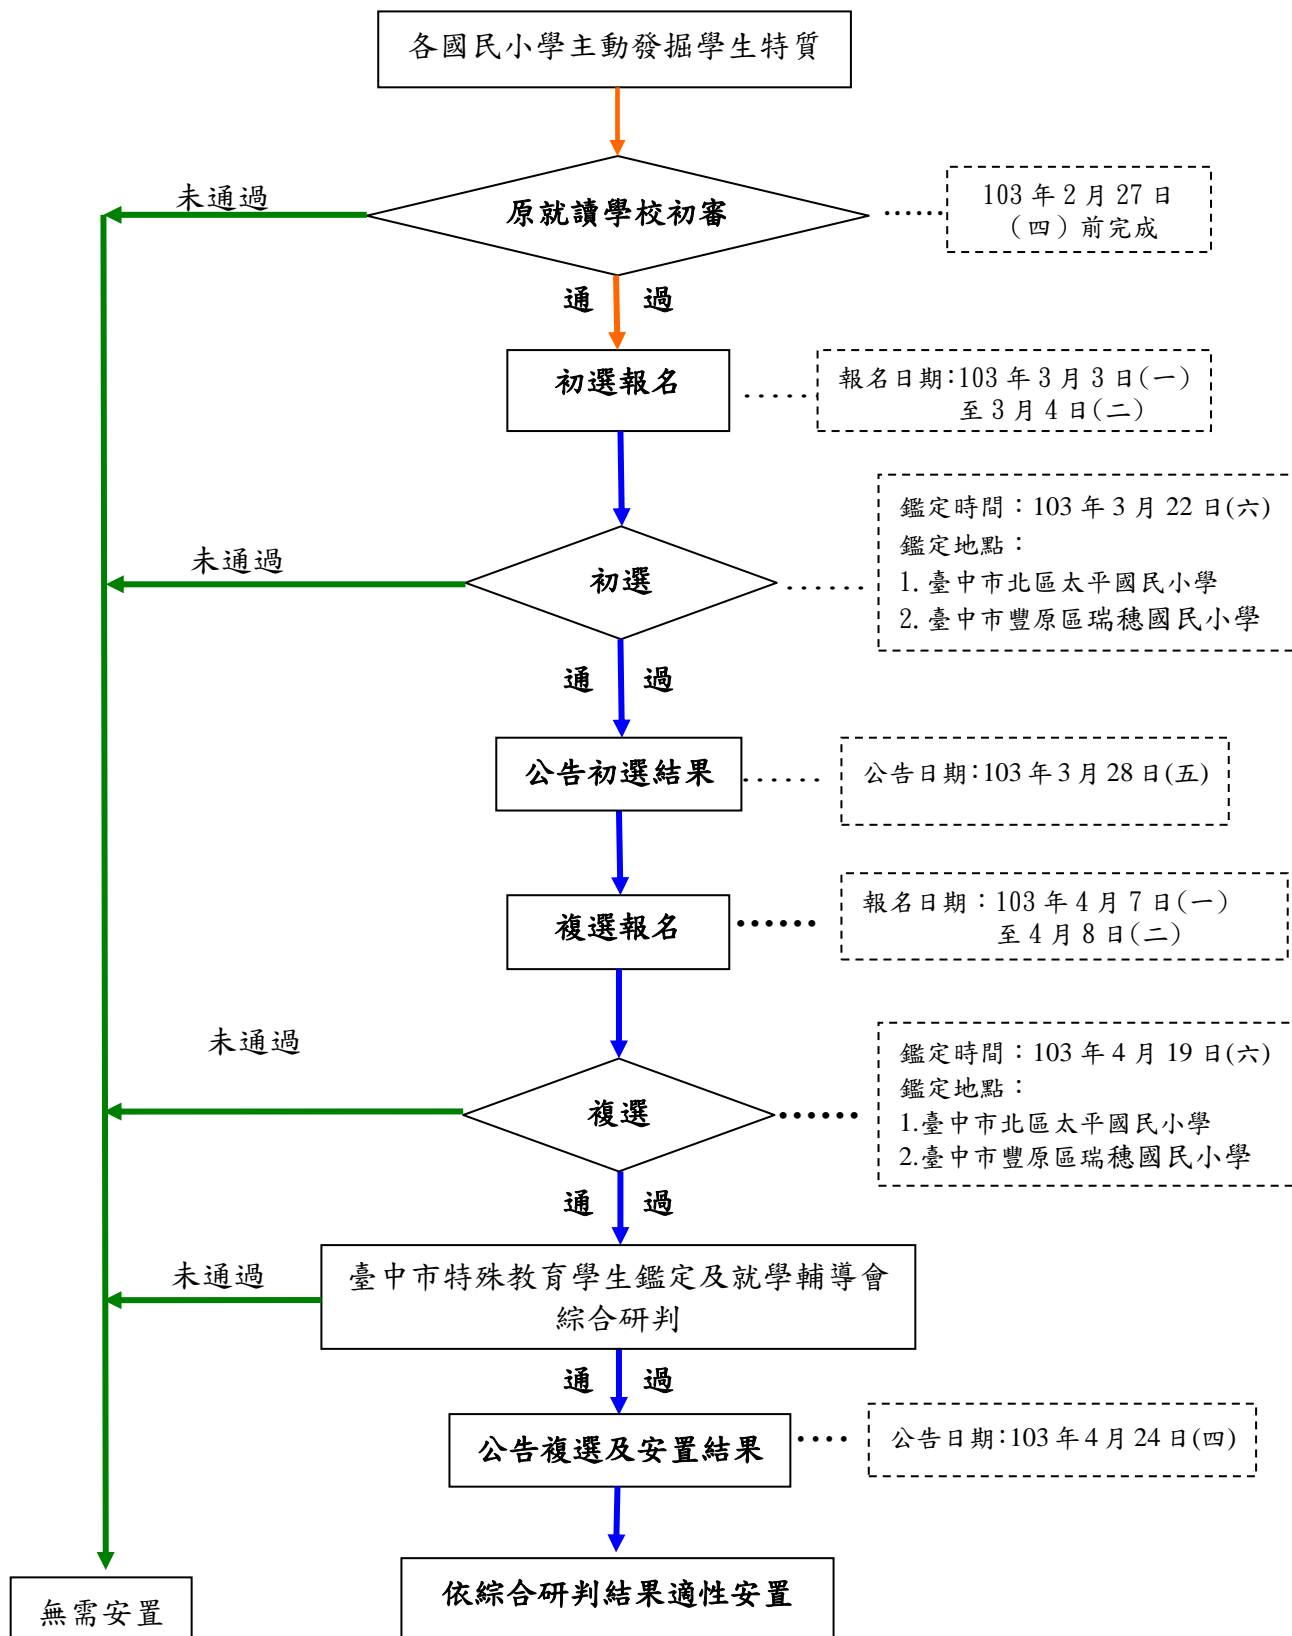 各國民小學主動發掘學生特質
未通過
原就讀學校初審
103 年 2 月 27 日
（四）前完成
通 過
初選報名
報名日期:103 年 3 月 3 日(一)
至 3 月 4 日(二)
未通過
初選
鑑定時間：103 年 3 月 22 日(六)
鑑定地點：
1. 臺中市北區太平國民小學
2. 臺中市豐原區瑞穗國民小學
通 過
公告初選結果
公告日期:103 年 3 月 28 日(五)
複選報名
報名日期：103 年 4 月 7 日(一)
至 4 月 8 日(二)
未通過
複選
鑑定時間：103 年 4 月 19 日(六)
鑑定地點：
1.臺中市北區太平國民小學
2.臺中市豐原區瑞穗國民小學
通 過
未通過
臺中市特殊教育學生鑑定及就學輔導會
綜合研判
通 過
公告複選及安置結果
公告日期:103 年 4 月 24 日(四)
無需安置
依綜合研判結果適性安置